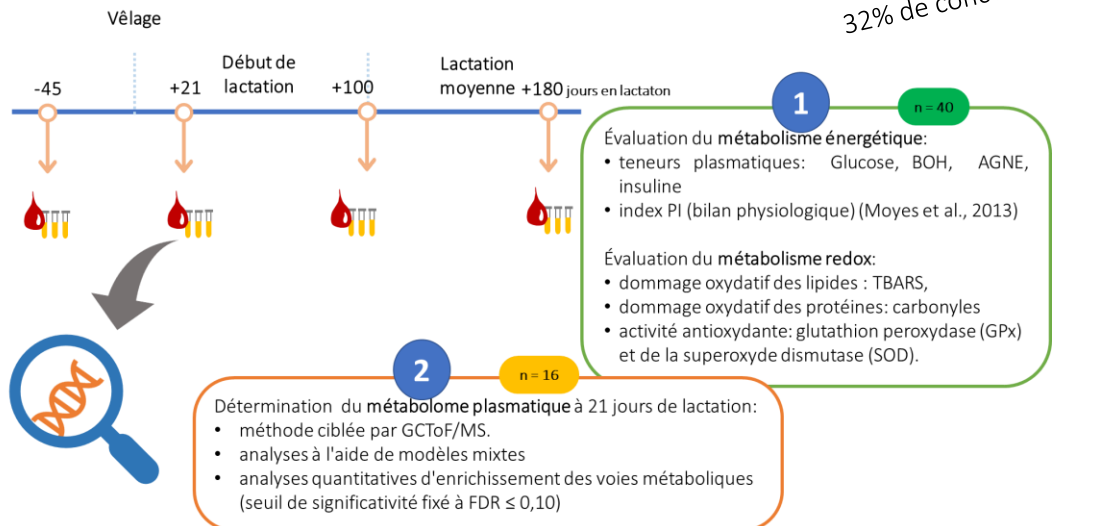 Vêlage
32% de
-45
+21
Début de
lactation
+100
Lactation
moyenne +180 jours en lactaton
1
n = 40
Évaluation du métabolisme énergétique:
• teneurs plasmatiques: Glucose, BOH, AGNE,
insuline
• index PI (bilan physiologique) (Moyes et al., 2013)
Évaluation du métabolisme redox:
• dommage oxydatif des lipides : TBARS,
• dommage oxydatif des protéines: carbonyles
• activité antioxydante: glutathion peroxydase (GPx)
et de la superoxyde dismutase (SOD).
2
n = 16
Détermination du métabolome plasmatique à 21 jours de lactation:
• méthode ciblée par GCToF/MS.
• analyses à l'aide de modèles mixtes
• analyses quantitatives d'enrichissement des voies métaboliques
(seuil de significativité fixé à FDR ≤ 0,10)